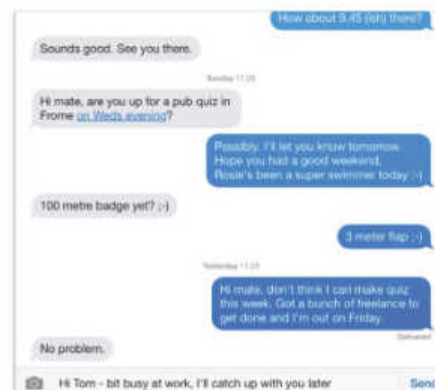 How about 9.45 (ish) there?
Sounds good. See you there.
Sunday 17:05
Hi mate, are you up for a pub quiz in
Frome on Weds evening?
Possibly. I'll let you know tomorrow.
Hope you had a good weekend,
Rosie's been a super swimmer today :-)
100 metre badge yet? ;-)
3 meter flap ;-)
Yesterday
Hi mate, don't think I can make quiz
this week. Got a bunch of freelance to
get done and I'm out on Friday.
Delivered
No problem.
Hi Tom - bit busy at work, I'll catch up with you later
Send